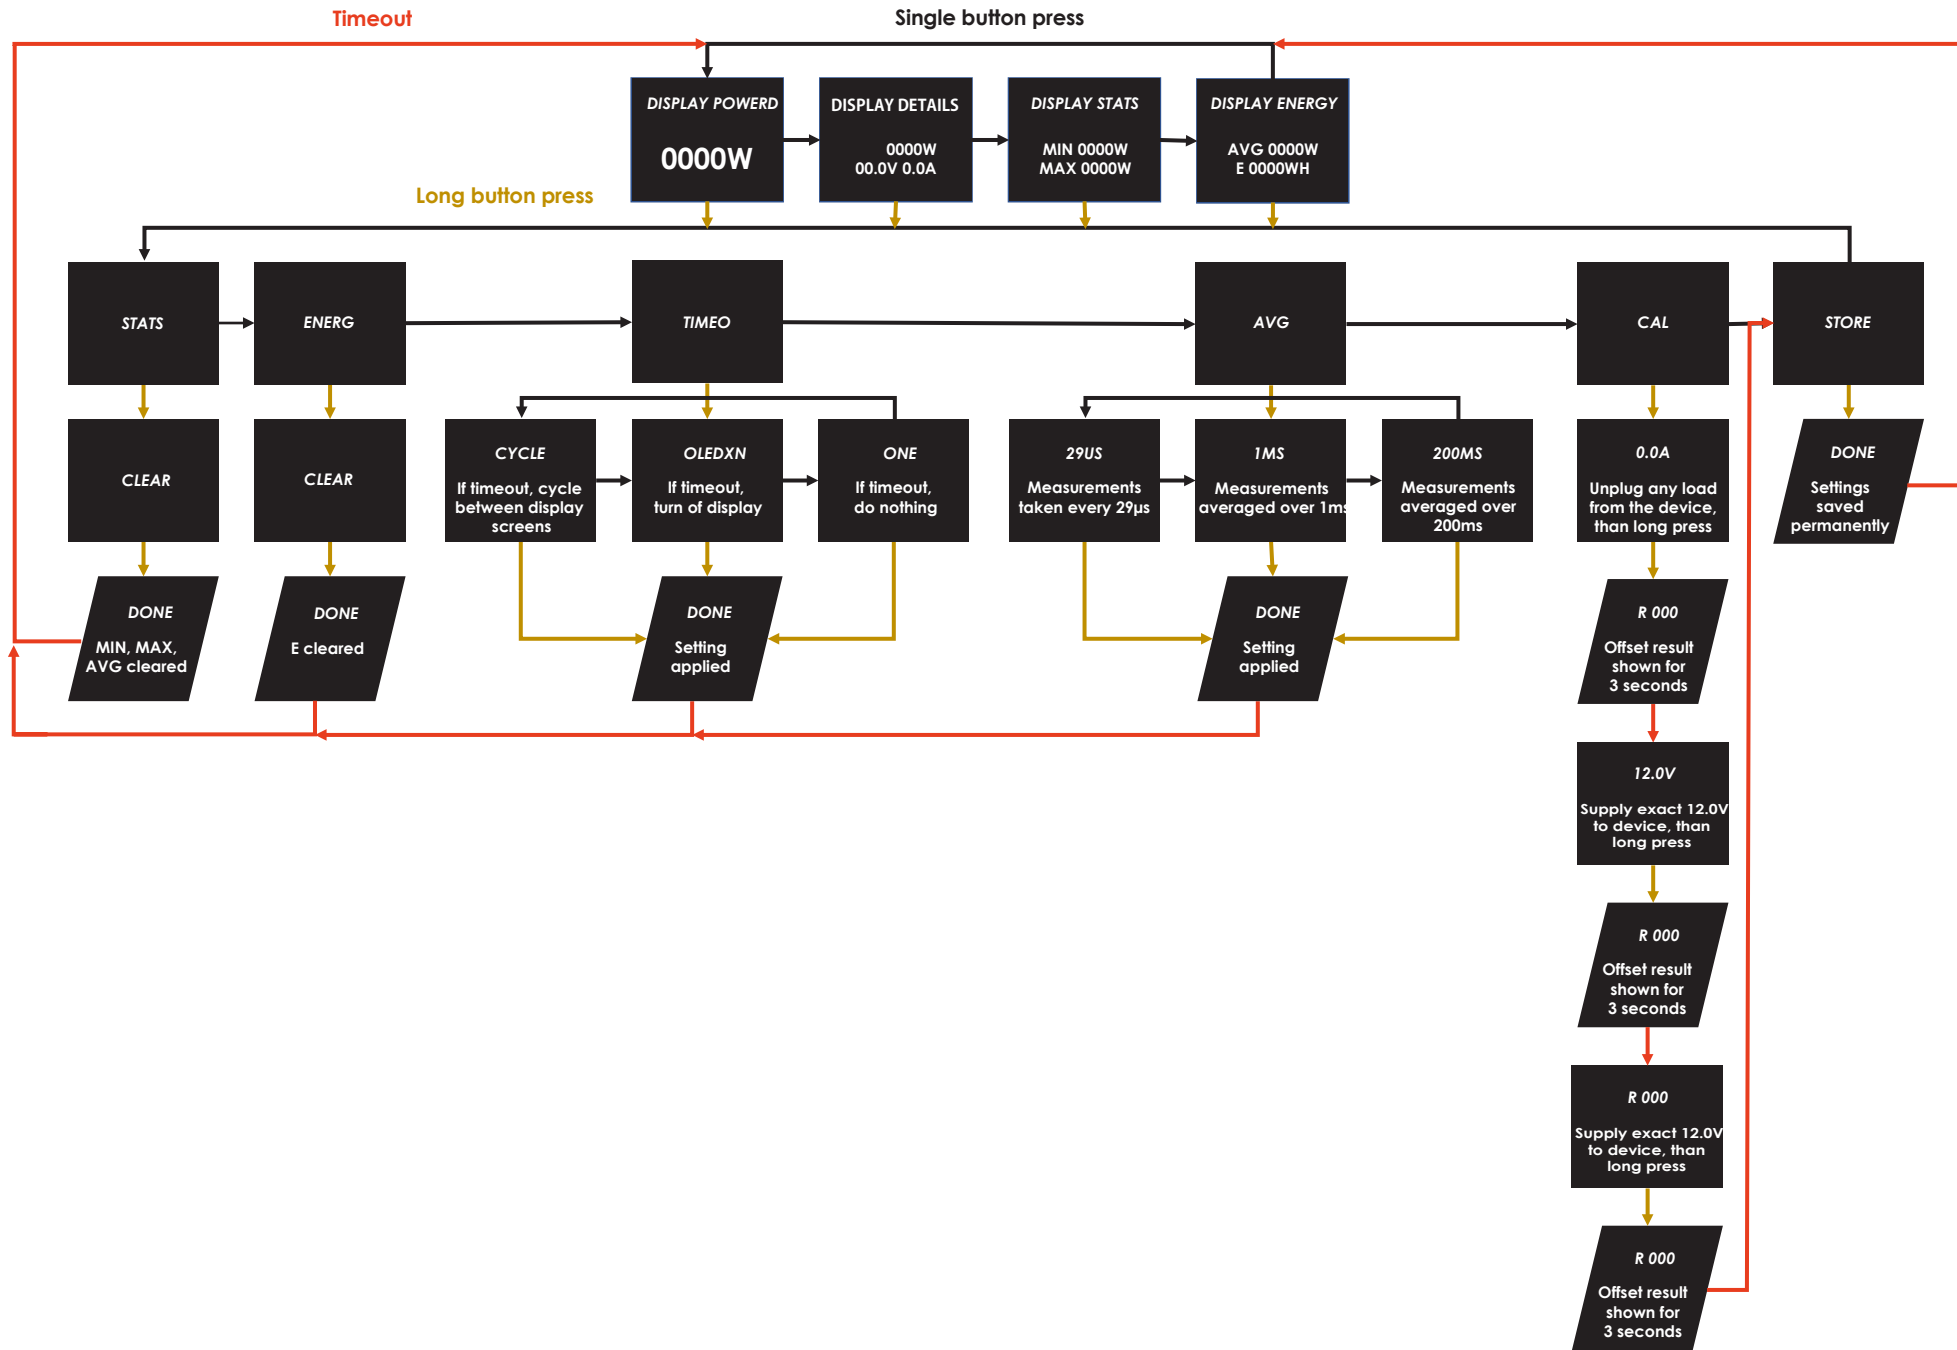 Timeout
Single button press
DISPLAY POWERD
0000W
DISPLAY DETAILS
0000W
00.0V 0.0A
DISPLAY STATS
MIN 0000W
MAX 0000W
DISPLAY ENERGY
AVG 0000W
E 0000WH
Long button press
STATS
ENERG
TIMEO
AVG
CAL
STORE
CLEAR
CLEAR
CYCLE
If timeout, cycle
between display
screens
OLEDXN
If timeout,
turn of display
ONE
If timeout,
do nothing
29US
Measurements
taken every 29µs
1MS
Measurements
averaged over 1ms
200MS
Measurements
averaged over
200ms
0.0A
Unplug any load
from the device,
than long press
DONE
Settings
saved
permanently
DONE
MIN, MAX,
AVG cleared
DONE
E cleared
DONE
Setting
applied
DONE
Setting
applied
R 000
Offset result
shown for
3 seconds
12.0V
Supply exact 12.0V
to device, than
long press
R 000
Offset result
shown for
3 seconds
R 000
Supply exact 12.0V
to device, than
long press
R 000
Offset result
shown for
3 seconds